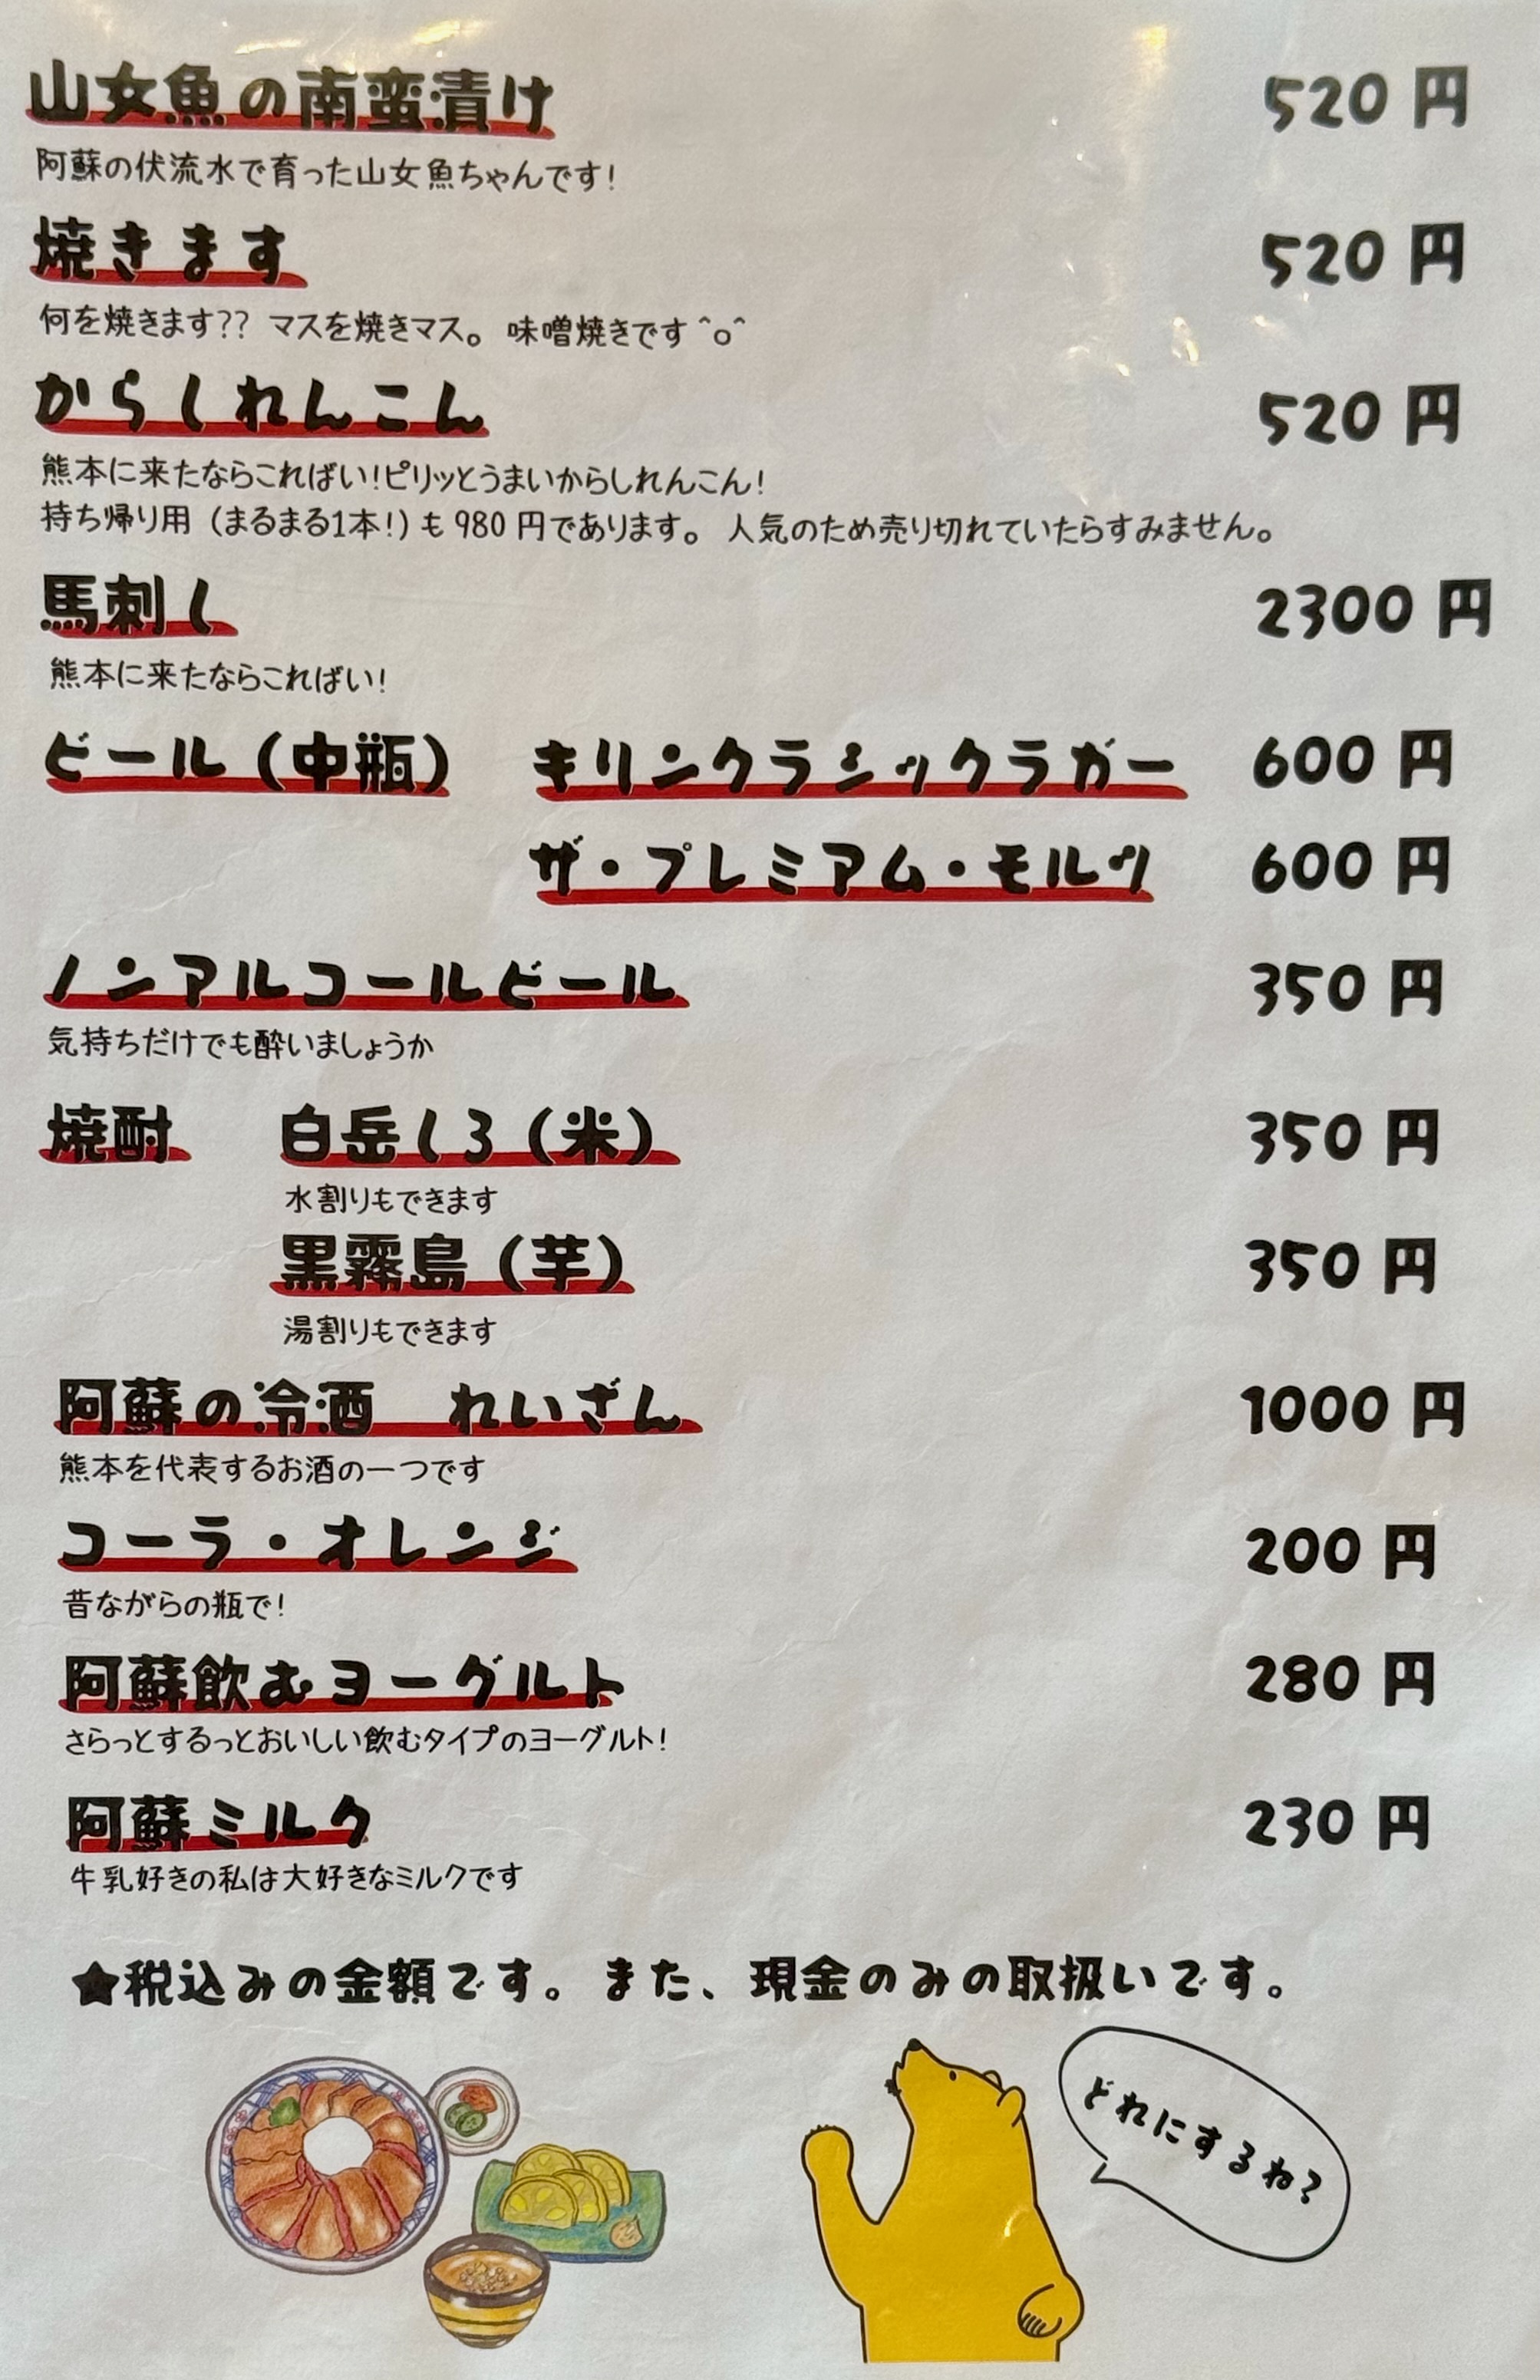 山女魚の南蛮漬け 520円
阿蘇の伏流水で育った山女魚ちゃんです!
焼きます 520円
何を焼きます?? マスを焼きマス。 味噌焼きです^o^
からしれんこん 520円
熊本に来たならこればい!ピリッとうまいからしれんこん!
持ち帰り用 (まるまる1本!)も980円であります。 人気のため売り切れていたらすみません。
馬刺し 2300円
熊本に来たならこればい!
ビール(中瓶) キリンクラシックラガー 600円
ザ・プレミアム・モルツ 600円
ノンアルコールビール 350円
気持ちだけでも酔いましょうか
焼酎 白岳しろ(米) 350円
水割りもできます
黒霧島(芋) 350円
湯割りもできます
阿蘇の冷酒 れいざん 1000円
熊本を代表するお酒の一つです
コーラ・オレンジ 200円
昔ながらの瓶で!
阿蘇飲むヨーグルト 280円
さらっとするっとおいしい飲むタイプのヨーグルト!
阿蘇ミルク 230円
牛乳好きの私は大好きなミルクです
★税込みの金額です。また、現金のみの取扱いです。
どれにするね?